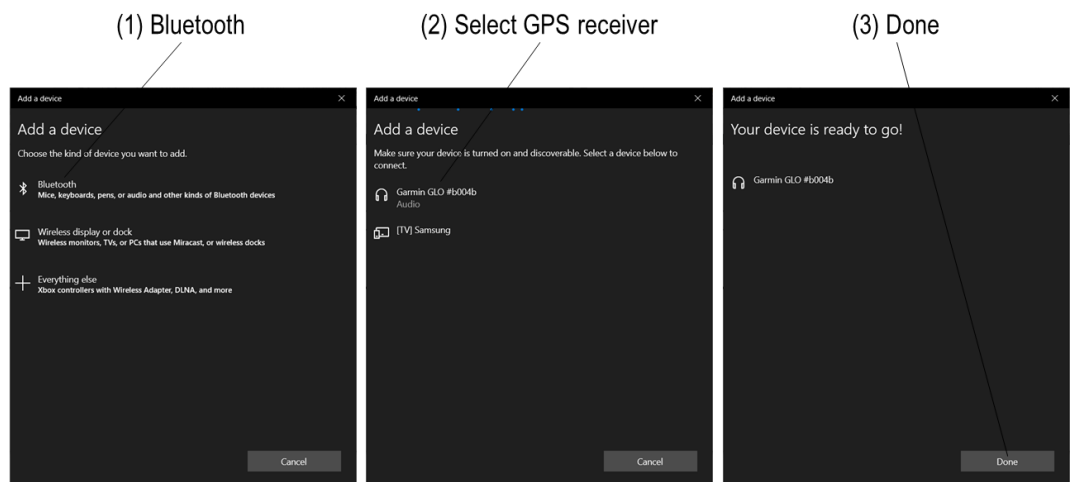 (1) Bluetooth
(2) Select GPS receiver
(3) Done
Add a device
Add a device
Choose the kind of device you want to add.
Bluetooth
Mice, keyboards, pens, or audio and other kinds of Bluetooth devices
Wireless display or dock
Wireless monitors, TVs, or PCs that use Miracast, or wireless docks
Everything else
Xbox controllers with Wireless Adapter, DLNA, and more
Cancel
Add a device
Add a device
Make sure your device is turned on and discoverable. Select a device below to
connect.
Garmin GLO #b004b
Audio
[TV] Samsung
Cancel
Add a device
Your device is ready to go!
Garmin GLO #b004b
Done